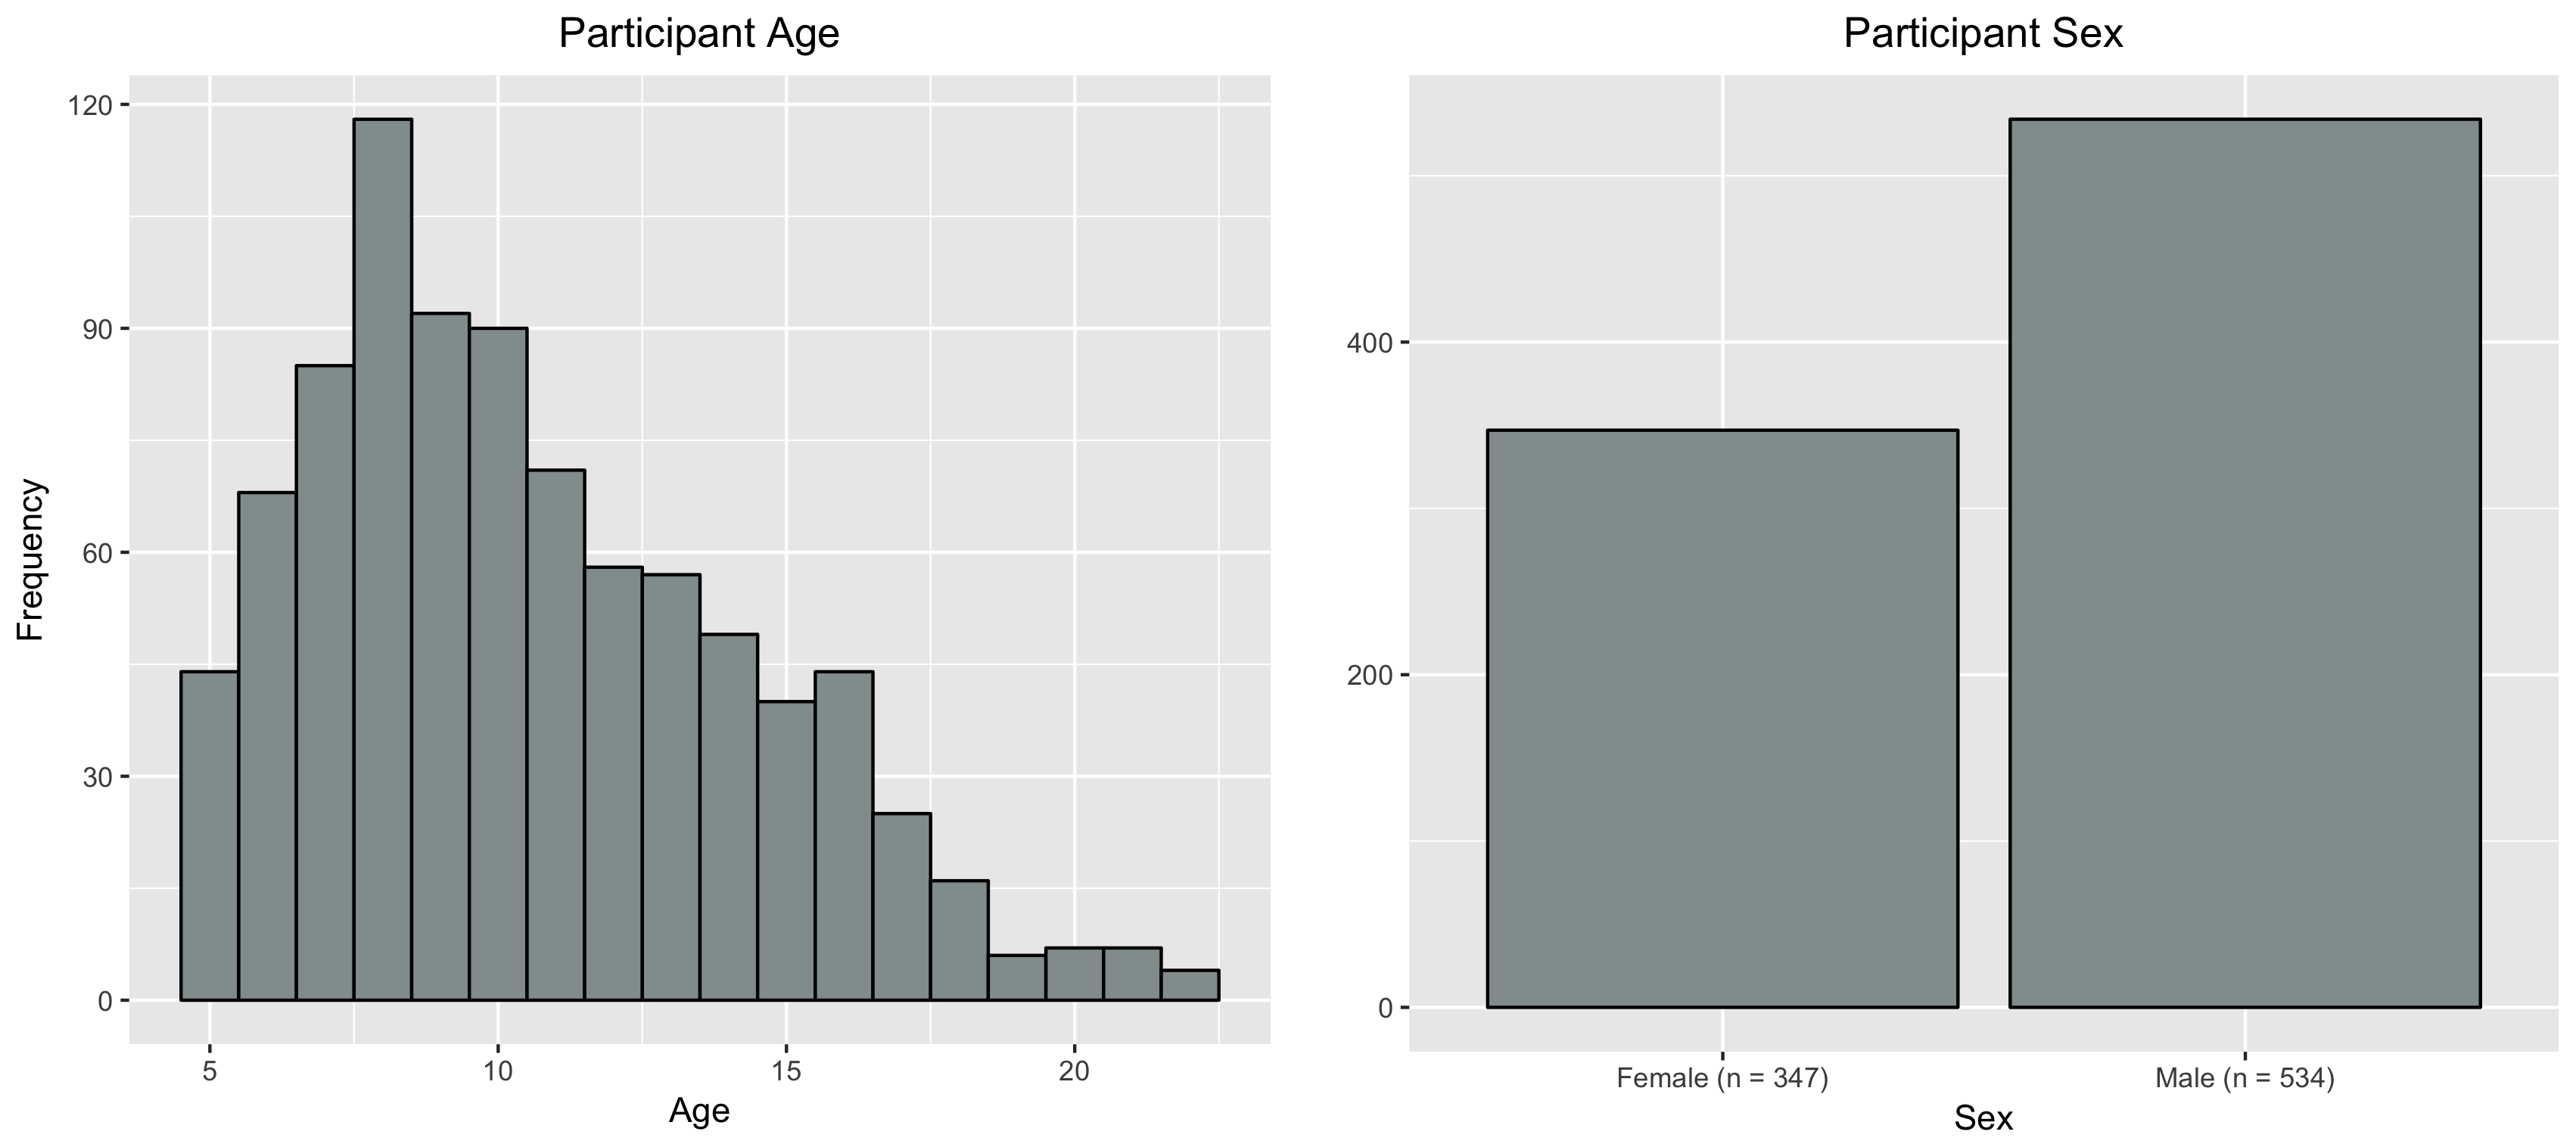 Participant Age
120
90
60
30
0
Frequency
5 10 15 20
Age
Participant Sex
400
200
0
Female (n = 347) Male (n = 534)
Sex